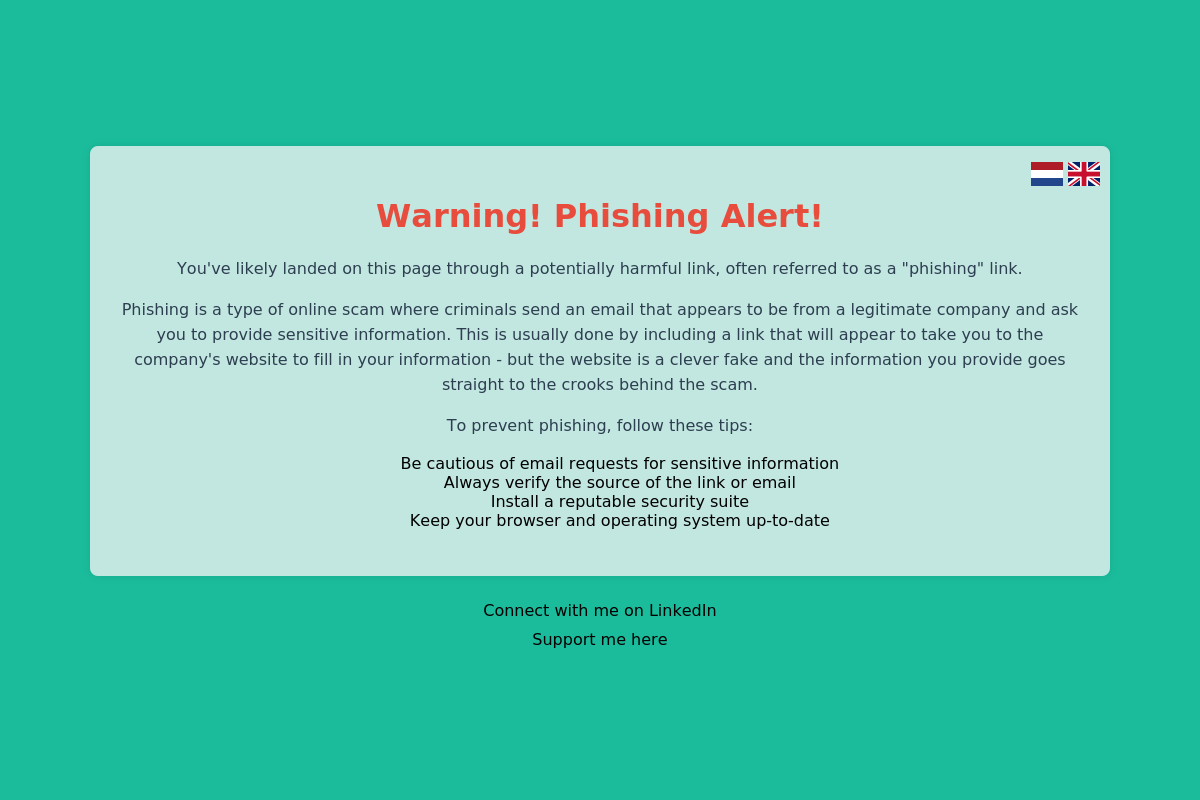 Warning! Phishing Alert!
You've likely landed on this page through a potentially harmful link, often referred to as a "phishing" link.
Phishing is a type of online scam where criminals send an email that appears to be from a legitimate company and ask
you to provide sensitive information. This is usually done by including a link that will appear to take you to the
company's website to fill in your information - but the website is a clever fake and the information you provide goes
straight to the crooks behind the scam.
To prevent phishing, follow these tips:
Be cautious of email requests for sensitive information
Always verify the source of the link or email
Install a reputable security suite
Keep your browser and operating system up-to-date
Connect with me on LinkedIn
Support me here